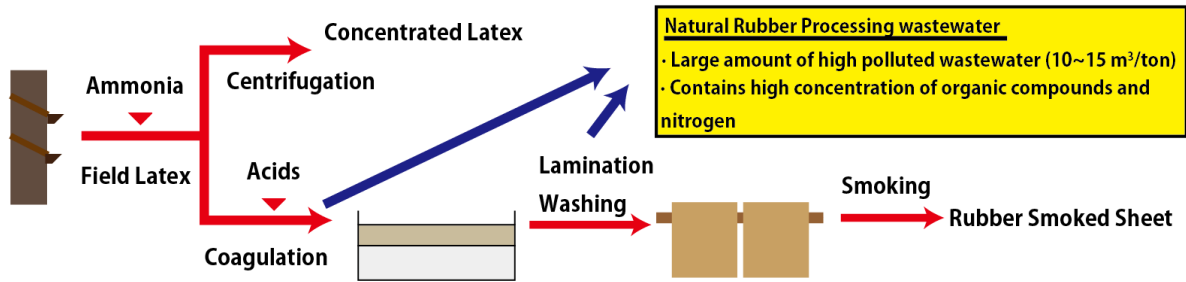 Concentrated Latex
Centrifugation
Ammonia
Field Latex
Acids
Coagulation
Natural Rubber Processing wastewater
· Large amount of high polluted wastewater (10~15 m³/ton)
· Contains high concentration of organic compounds and
nitrogen
Lamination
Washing
Smoking
Rubber Smoked Sheet